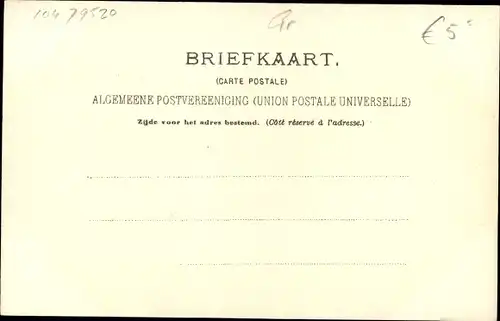 104 79520
€ 5
BRIEFKAART.
(CARTE POSTALE)
ALGEMEENE POSTVEREENIGING (UNION POSTALE UNIVERSELLE)
Zijde voor het adres bestemd. (Côté réservé à l'adresse.)